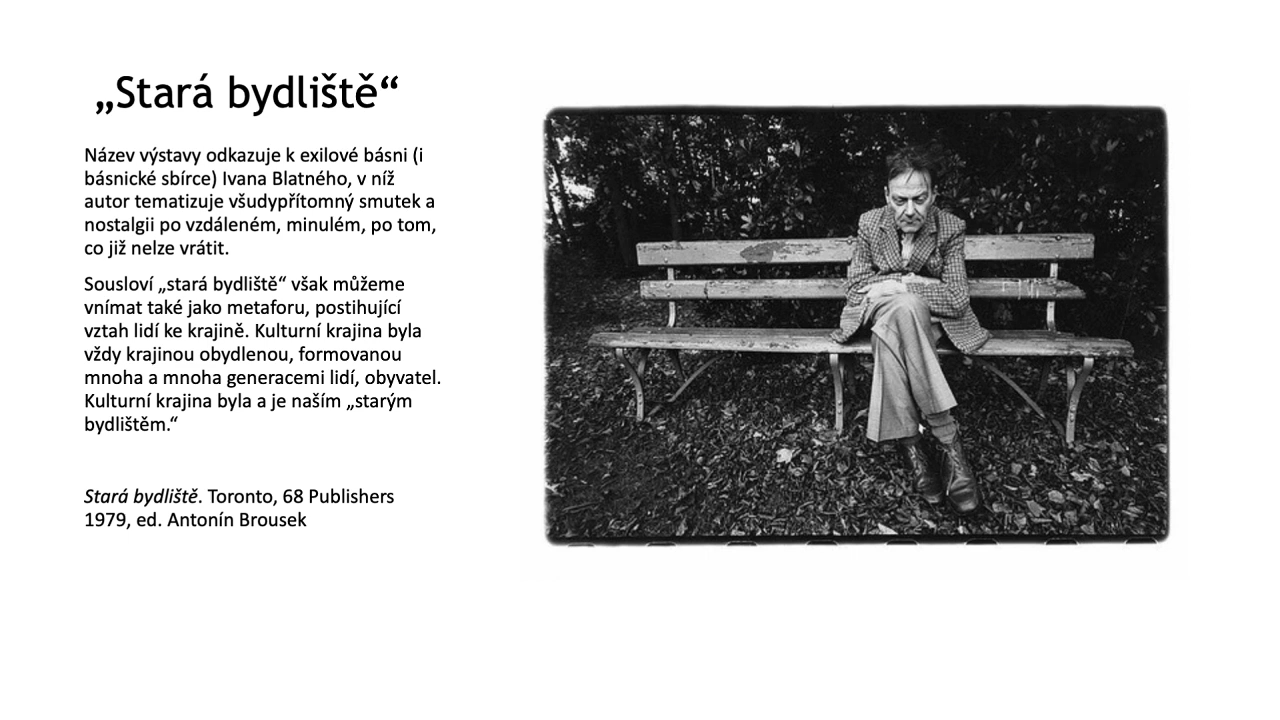 „Stará bydliště“
Název výstavy odkazuje k exilové básni (i
básnické sbírce) Ivana Blatného, v níž
autor tematizuje všudypřítomný smutek a
nostalgii po vzdáleném, minulém, po tom,
co již nelze vrátit.
Sousloví „stará bydliště“ však můžeme
vnímat také jako metaforu, postihující
vztah lidí ke krajině. Kulturní krajina byla
vždy krajinou obydlenou, formovanou
mnoha a mnoha generacemi lidí, obyvatel.
Kulturní krajina byla a je naším „starým
bydlištěm.“
Stará bydliště. Toronto, 68 Publishers
1979, ed. Antonín Brousek